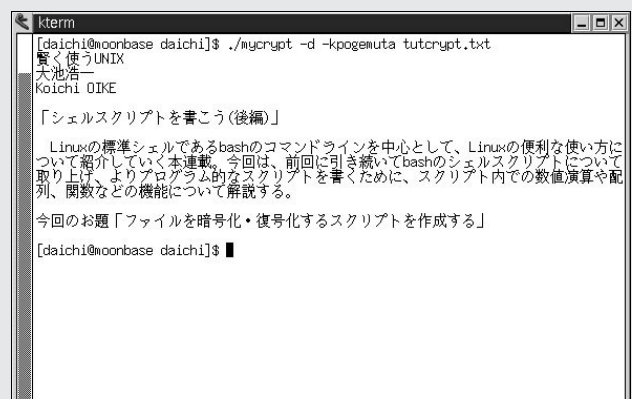 kterm
[daichi@moonbase daichi]$ ./mycrypt -d -kpogemuta tutcrypt.txt
賢く使うUNIX
大池浩一
Koichi OIKE
「シェルスクリプトを書こう(後編)」
Linuxの標準シェルであるbashのコマンドラインを中心として、Linuxの便利な使い方に
ついて紹介していく本連載。今回は、前回に引き続いてbashのシェルスクリプトについて
取り上げ、よりプログラム的なスクリプトを書くために、スクリプト内での数値演算や配
列、関数などの機能について解説する。
今回のお題「ファイルを暗号化・復号化するスクリプトを作成する」
[daichi@moonbase daichi]$